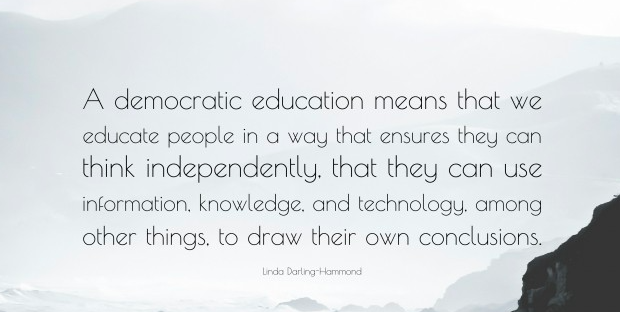 A democratic education means that we
educate people in a way that ensures they can
think independently, that they can use
information, knowledge, and technology, among
other things, to draw their own conclusions.
Linda Darling-Hammond